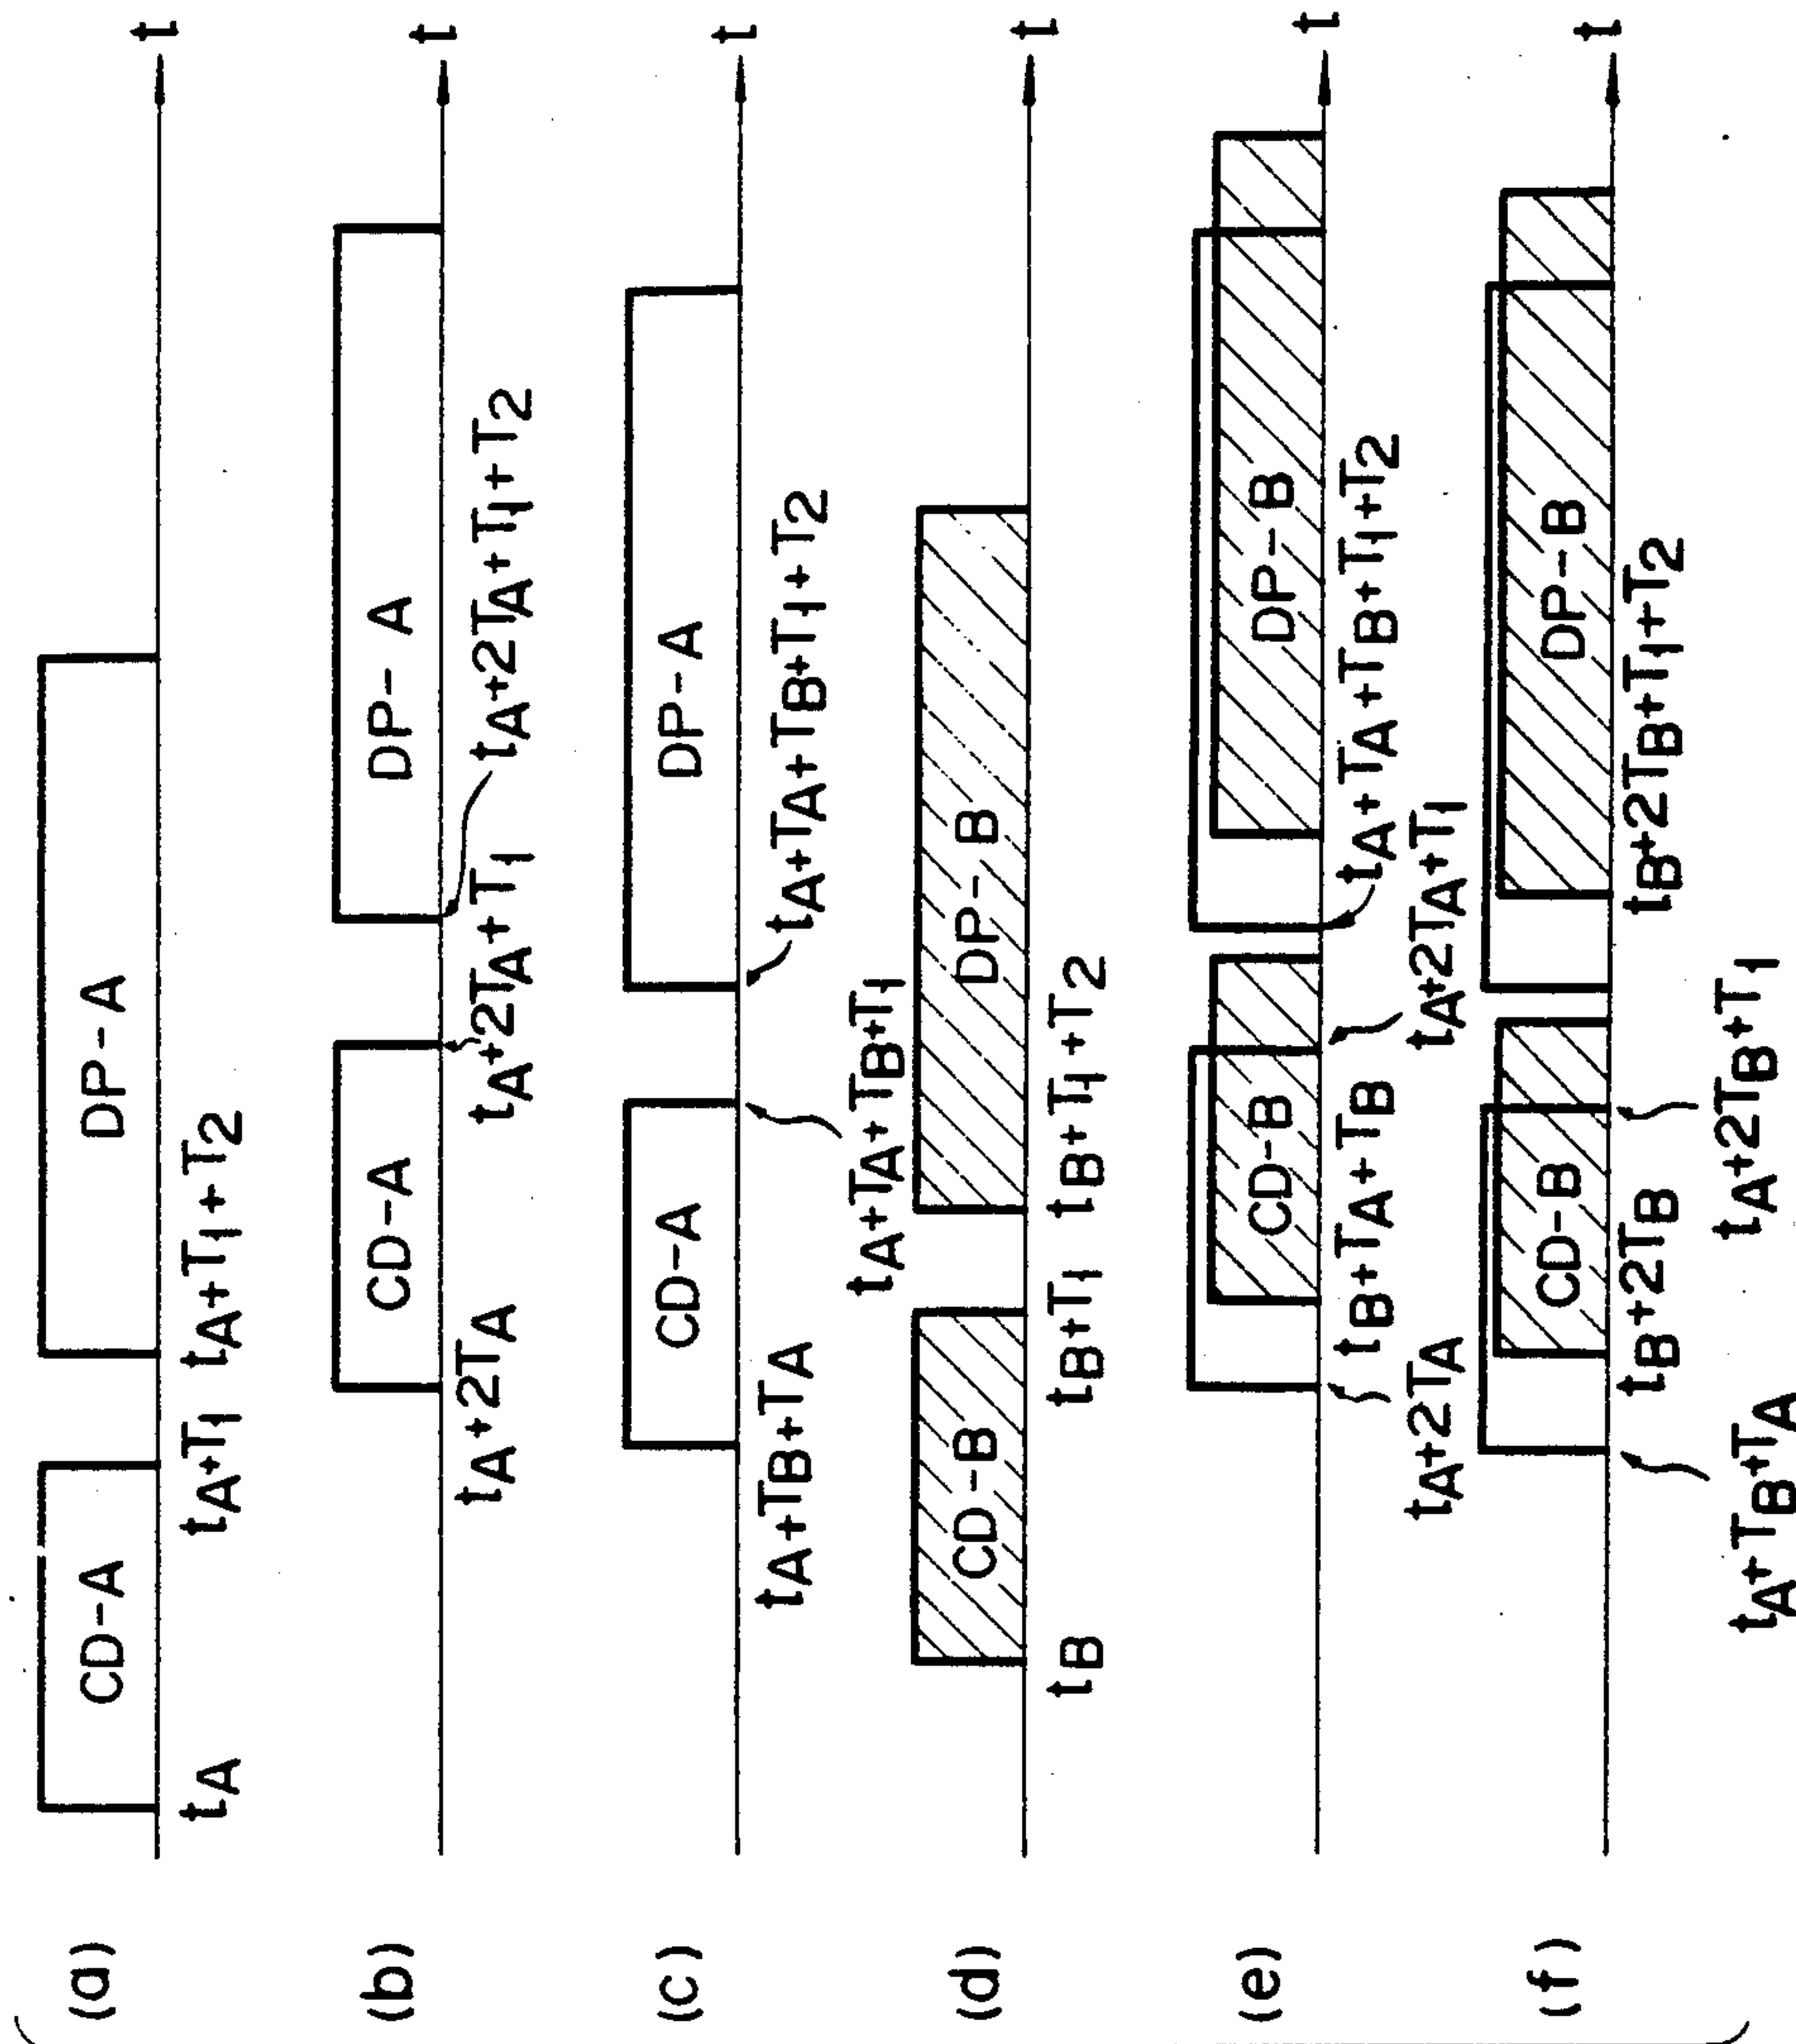 (a)
CD-A
DP-A
t
tA
tA+T1
tA+T1+T2
(b)
CD-A
DP-A
t
tA+2TA
tA+2TA+T1
tA+2TA+T1+T2
(c)
CD-A
DP-A
t
tA+TB+TA
tA+TA+TB+T1
tA+TA+TB+T1+T2
(d)
CD-B
DP-B
t
tB
tB+T1
tB+T1+T2
(e)
CD-B
DP-B
t
tB+TA+TB
tA+TA+TB+T1+T2
tA+2TA
tA+2TA+T1
(f)
CD-B
DP-B
t
tB+2TB
tB+2TB+T1+T2
tA+TB+TA
tA+2TB+T1